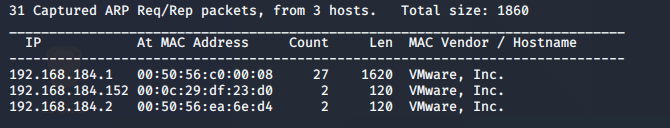 31 Captured ARP Req/Rep packets, from 3 hosts.   Total size: 1860
_____________________________________________________________________________
  IP            At MAC Address     Count     Len  MAC Vendor / Hostname
-----------------------------------------------------------------------------
192.168.184.1   00:50:56:c0:00:08     27    1620  VMware, Inc.
192.168.184.152 00:0c:29:df:23:d0      2     120  VMware, Inc.
192.168.184.2   00:50:56:ea:6e:d4      2     120  VMware, Inc.